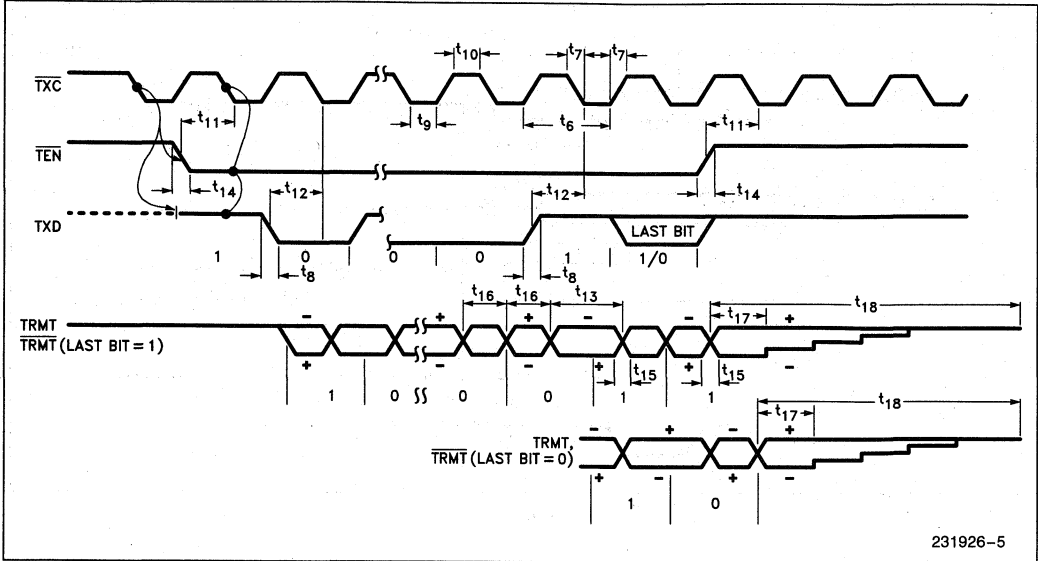 t10 t7 t7
TXC
t11 t9 t6 t11
TEN
t14 t12 t12 t14
TXD LAST BIT
1 0 0 0 1 1/0
t8 t8
t16 t16 t13 t18
− + + − − t17 +
TRMT
TRMT (LAST BIT = 1)
+ − − + t15 + t15 −
1 0 0 0 1 1
t18
− + − t17 +
TRMT,
TRMT (LAST BIT = 0)
+ − + −
1 0
231926–5